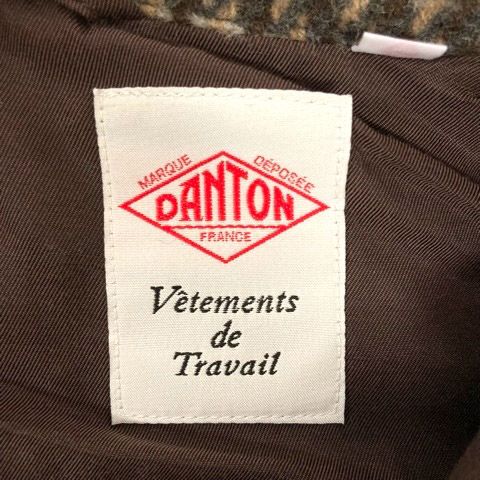 MARQUE DÉPOSÉE
DANTON
FRANCE
Vêtements
de
Travail